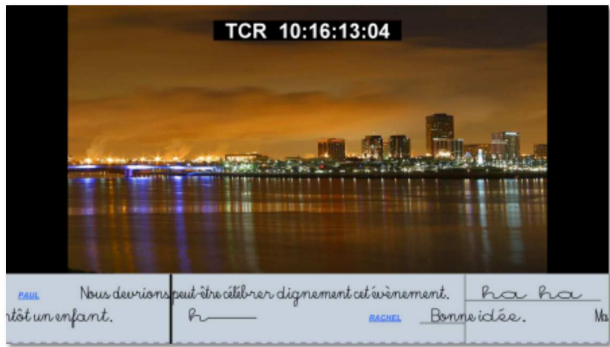 TCR 10:16:13:04
PAUL Nous devrions peut-être célébrer dignement cet évènement. ha ha
ntôt un enfant. h RACHEL Bonne idée. Ma